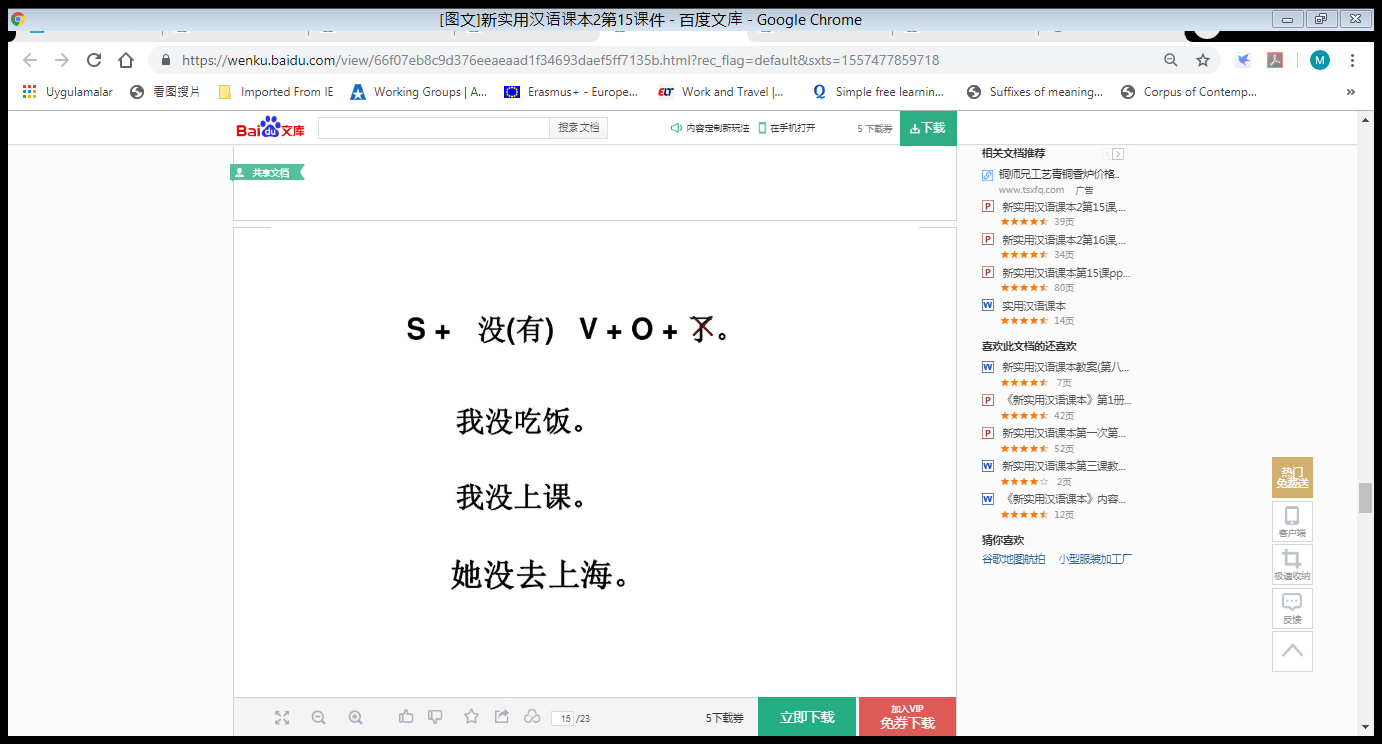 [图文]新实用汉语课本2第15课件 - 百度文库 - Google Chrome
https://wenku.baidu.com/view/66f07eb8c9d376eeaeaad1f34693daef5ff7135b.html?rec_flag=default&sxts=1557477859718
M
Uygulamalar 看图搜片 Imported From IE Working Groups | A... Erasmus+ - Europe... ELT Work and Travel |... Q Simple free learnin... Suffixes of meaning... Corpus of Contemp... »
Baidu文库 搜索文档 内容定制新玩法 在手机打开 5 下载券 下载
共享文档
S + 没(有) V + O + 了。
我没吃饭。
我没上课。
她没去上海。
15 /23 5下载券 立即下载 加入VIP
免券下载
相关文档推荐
铜师兄工艺青铜香炉价格..
www.tsxfq.com 广告
P 新实用汉语课本2第15课,...
39页
P 新实用汉语课本2第16课,...
34页
P 新实用汉语课本第15课pp...
80页
W 实用汉语课本
14页
喜欢此文档的还喜欢
W 新实用汉语课本教案(第八...
7页
P 《新实用汉语课本》第1册...
42页
P 新实用汉语课本第一次第...
52页
W 新实用汉语课本第三课教...
2页
W 《新实用汉语课本》内容...
12页
猜你喜欢
谷歌地图航拍 小型服装加工厂
热门
免费送
客户端
极速收纳
反馈